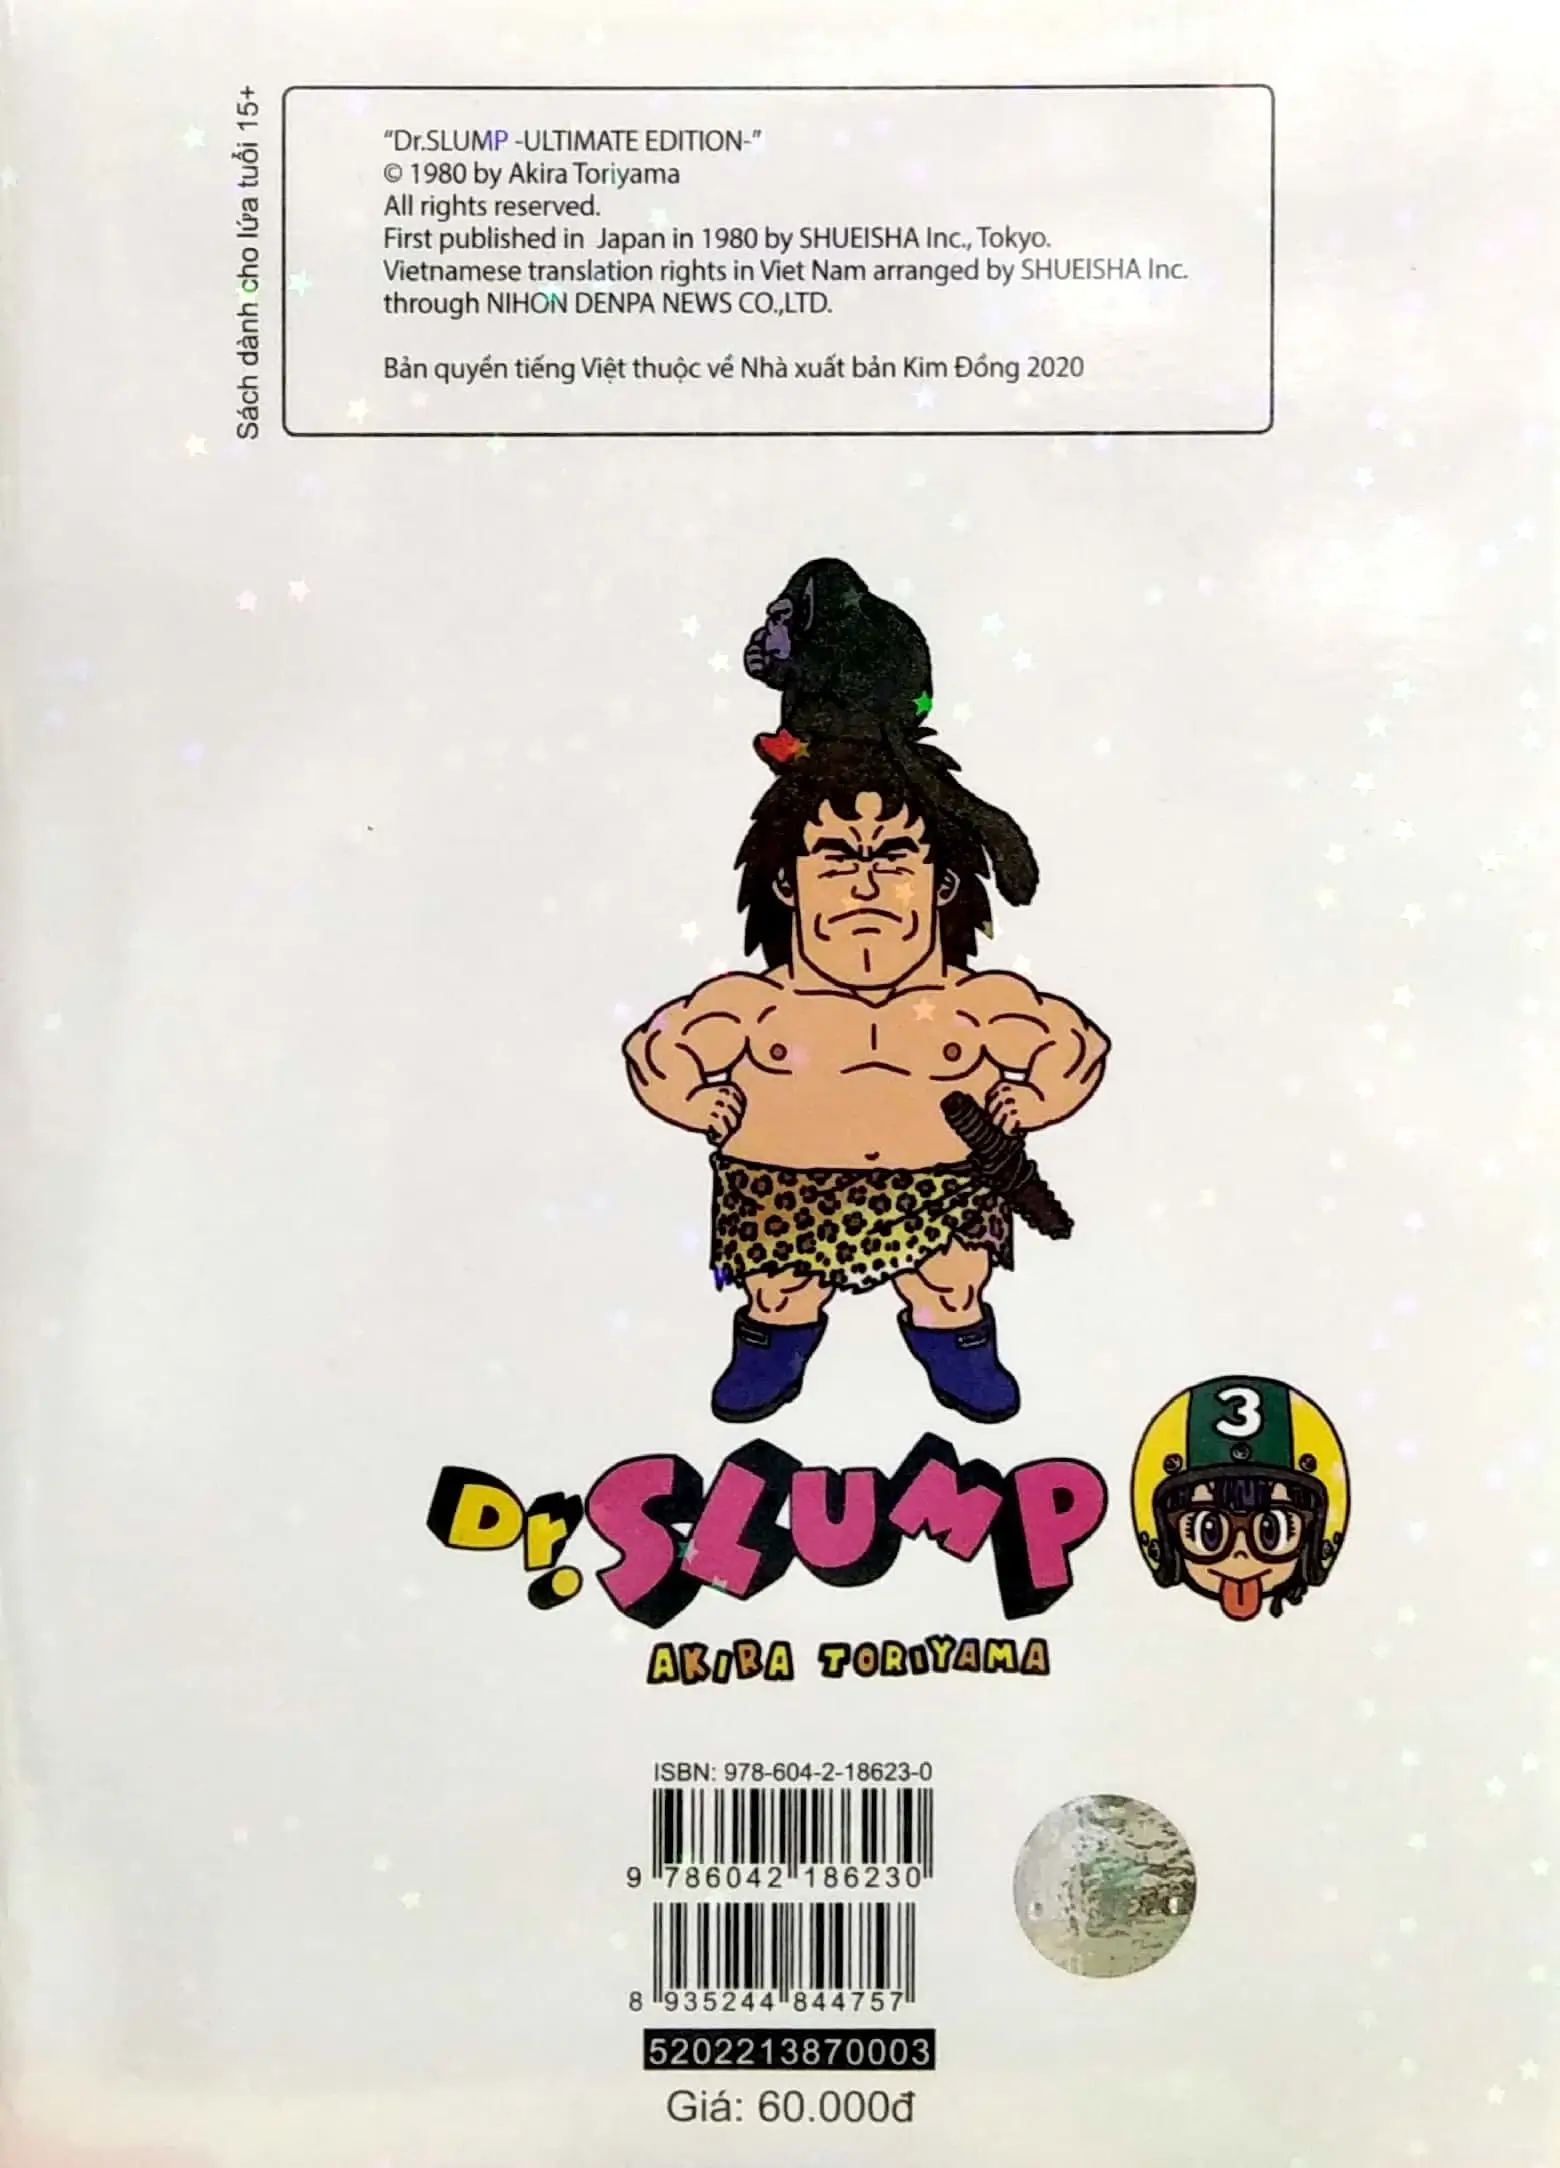 Sách dành cho lứa tuổi 15+
“Dr.SLUMP -ULTIMATE EDITION-”
© 1980 by Akira Toriyama
All rights reserved.
First published in Japan in 1980 by SHUEISHA Inc., Tokyo.
Vietnamese translation rights in Viet Nam arranged by SHUEISHA Inc.
through NIHON DENPA NEWS CO.,LTD.
Bản quyền tiếng Việt thuộc về Nhà xuất bản Kim Đồng 2020
3
Dr. SLUMP
AKIRA TORIYAMA
ISBN: 978-604-2-18623-0
9 786042 186230
8 935244 844757
5202213870003
Giá: 60.000đ